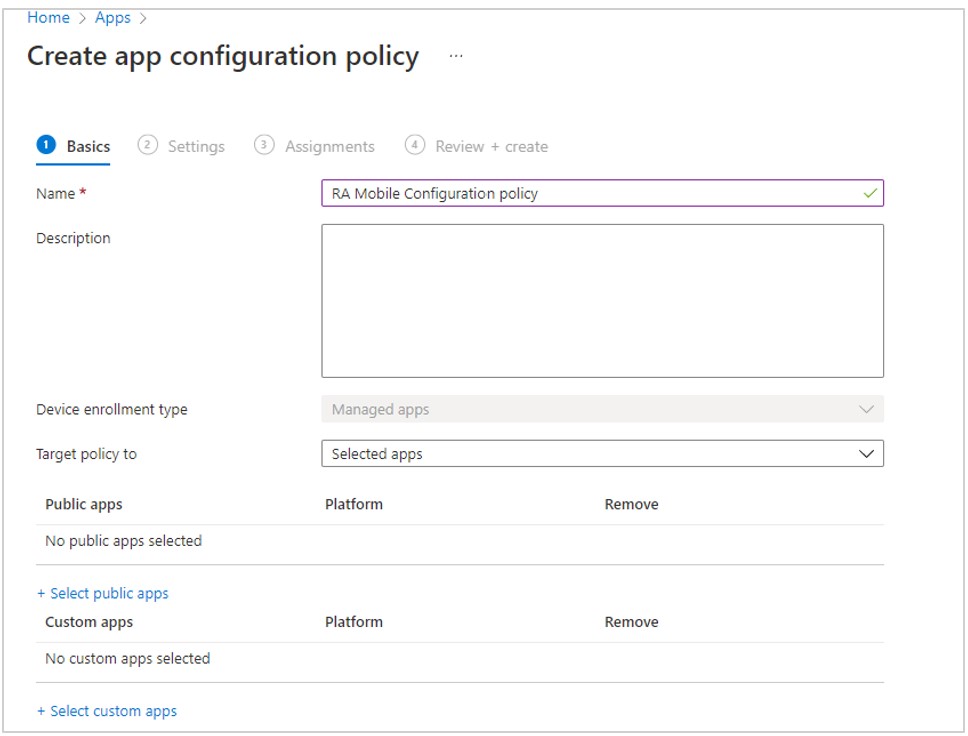 Home > Apps >
Create app configuration policy ...
1 Basics 2 Settings 3 Assignments 4 Review + create
Name * RA Mobile Configuration policy
Description
Device enrollment type Managed apps
Target policy to Selected apps
Public apps Platform Remove
No public apps selected
+ Select public apps
Custom apps Platform Remove
No custom apps selected
+ Select custom apps